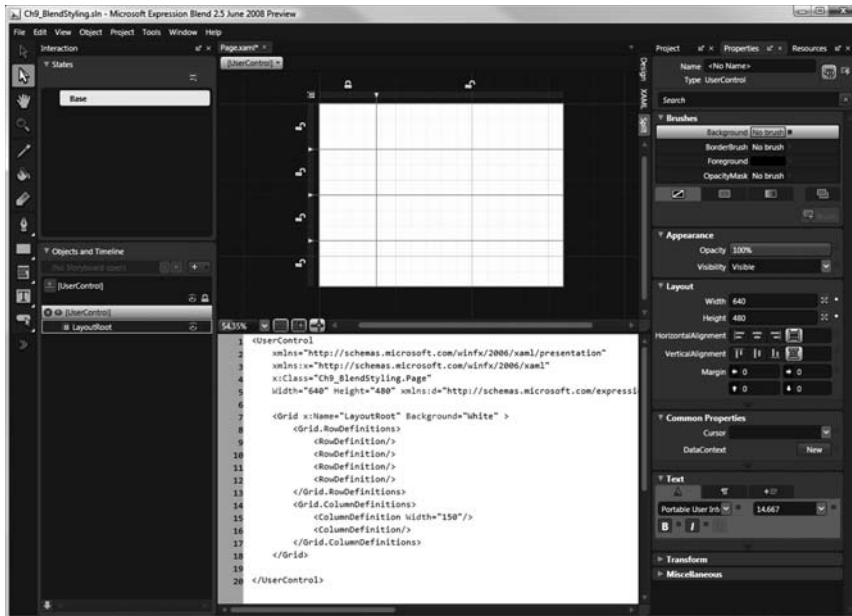 Ch9_BlendStyling.sln - Microsoft Expression Blend 2.5 June 2008 Preview
File Edit View Object Project Tools Window Help
Interaction
States
Base
Objects and Timeline
(No Storyboard open)
[UserControl]
[UserControl]
LayoutRoot
Page.xaml*
[UserControl]
Design
XAML
Split
54.35%
1 <UserControl
2 xmlns="http://schemas.microsoft.com/winfx/2006/xaml/presentation"
3 xmlns:x="http://schemas.microsoft.com/winfx/2006/xaml"
4 x:Class="Ch9_BlendStyling.Page"
5 Width="640" Height="480" xmlns:d="http://schemas.microsoft.com/expressio
6
7 <Grid x:Name="LayoutRoot" Background="White" >
8 <Grid.RowDefinitions>
9 <RowDefinition/>
10 <RowDefinition/>
11 <RowDefinition/>
12 <RowDefinition/>
13 </Grid.RowDefinitions>
14 <Grid.ColumnDefinitions>
15 <ColumnDefinition Width="150"/>
16 <ColumnDefinition/>
17 </Grid.ColumnDefinitions>
18 </Grid>
19
20 </UserControl>
Project Properties Resources
Name <No Name>
Type UserControl
Search
Brushes
Background No brush
BorderBrush No brush
Foreground
OpacityMask No brush
Appearance
Opacity 100%
Visibility Visible
Layout
Width 640
Height 480
HorizontalAlignment
VerticalAlignment
Margin 0 0
0 0
Common Properties
Cursor
DataContext New
Text
Portable User Inte 14.667
B I
Transform
Miscellaneous